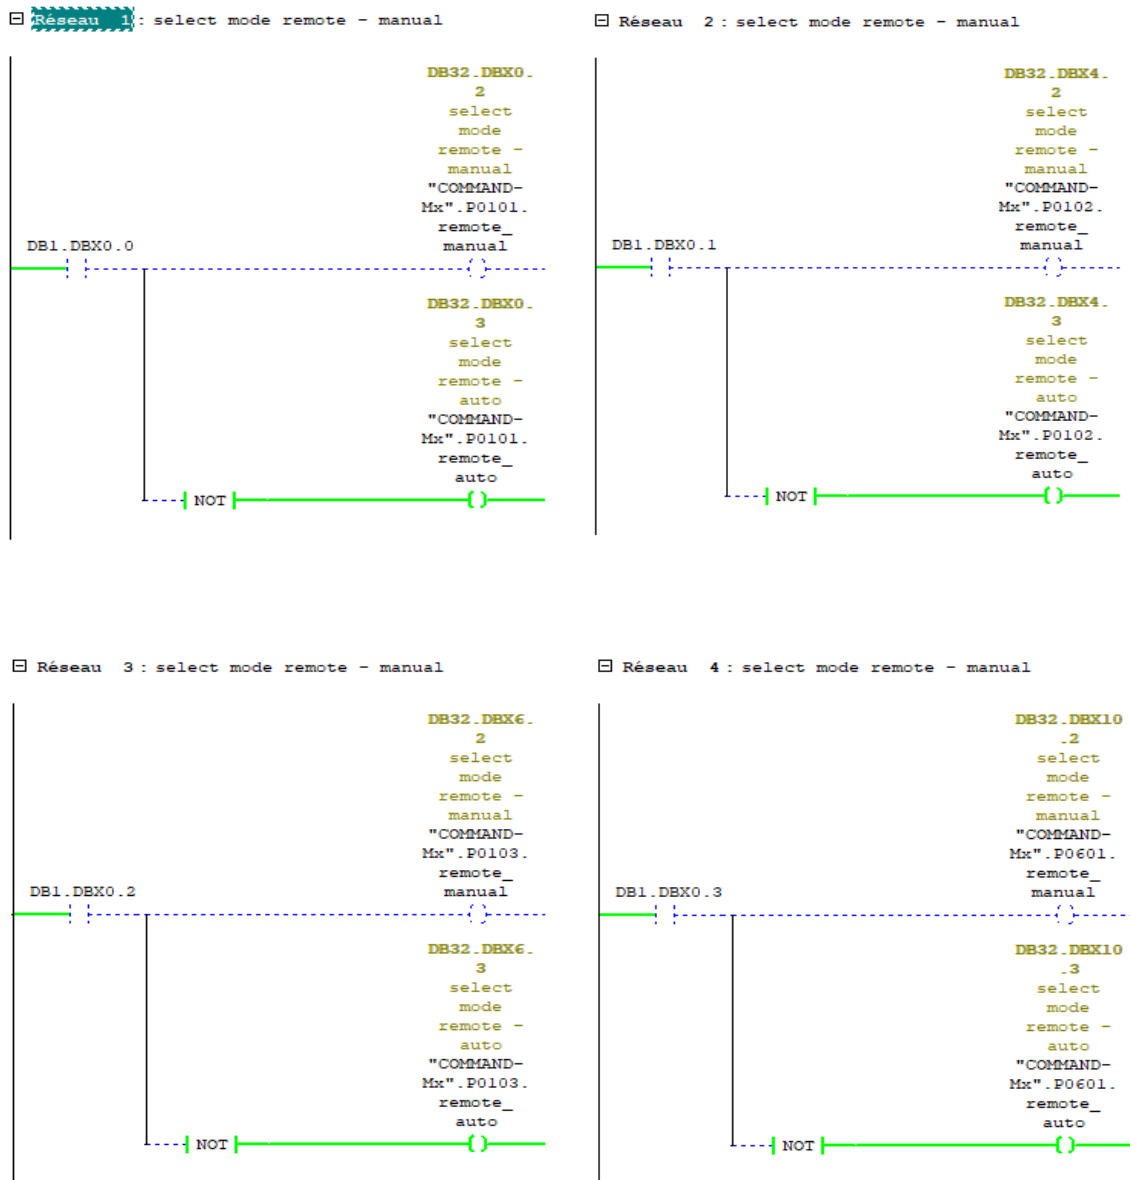 Réseau 1 : select mode remote - manual
DB32.DBX0.
2
select
mode
remote -
manual
"COMMAND-
Mx".P0101.
remote_
manual
DB1.DBX0.0
DB32.DBX0.
3
select
mode
remote -
auto
"COMMAND-
Mx".P0101.
remote_
auto
NOT
Réseau 2 : select mode remote - manual
DB32.DBX4.
2
select
mode
remote -
manual
"COMMAND-
Mx".P0102.
remote_
manual
DB1.DBX0.1
DB32.DBX4.
3
select
mode
remote -
auto
"COMMAND-
Mx".P0102.
remote_
auto
NOT
Réseau 3 : select mode remote - manual
DB32.DBX6.
2
select
mode
remote -
manual
"COMMAND-
Mx".P0103.
remote_
manual
DB1.DBX0.2
DB32.DBX6.
3
select
mode
remote -
auto
"COMMAND-
Mx".P0103.
remote_
auto
NOT
Réseau 4 : select mode remote - manual
DB32.DBX10
.2
select
mode
remote -
manual
"COMMAND-
Mx".P0601.
remote_
manual
DB1.DBX0.3
DB32.DBX10
.3
select
mode
remote -
auto
"COMMAND-
Mx".P0601.
remote_
auto
NOT